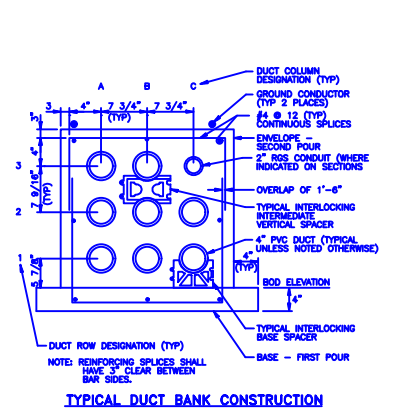 DUCT COLUMN
DESIGNATION (TYP)
A B C
3 4" 7 3/4" 7 3/4"
(TYP)
GROUND CONDUCTOR
(TYP 2 PLACES)
#4 @ 12 (TYP)
CONTINUOUS SPLICES
3"
ENVELOPE -
SECOND POUR
4"
3
2" RGS CONDUIT (WHERE
INDICATED ON SECTIONS
7 9/16"
(TYP)
OVERLAP OF 1'-6"
2
TYPICAL INTERLOCKING
INTERMEDIATE
VERTICAL SPACER
4" PVC DUCT (TYPICAL
UNLESS NOTED OTHERWISE)
1
4"
(TYP)
5 7/8"
BOD ELEVATION
4"
TYPICAL INTERLOCKING
BASE SPACER
DUCT ROW DESIGNATION (TYP)
BASE - FIRST POUR
NOTE: REINFORCING SPLICES SHALL
HAVE 3" CLEAR BETWEEN
BAR SIDES.
TYPICAL DUCT BANK CONSTRUCTION